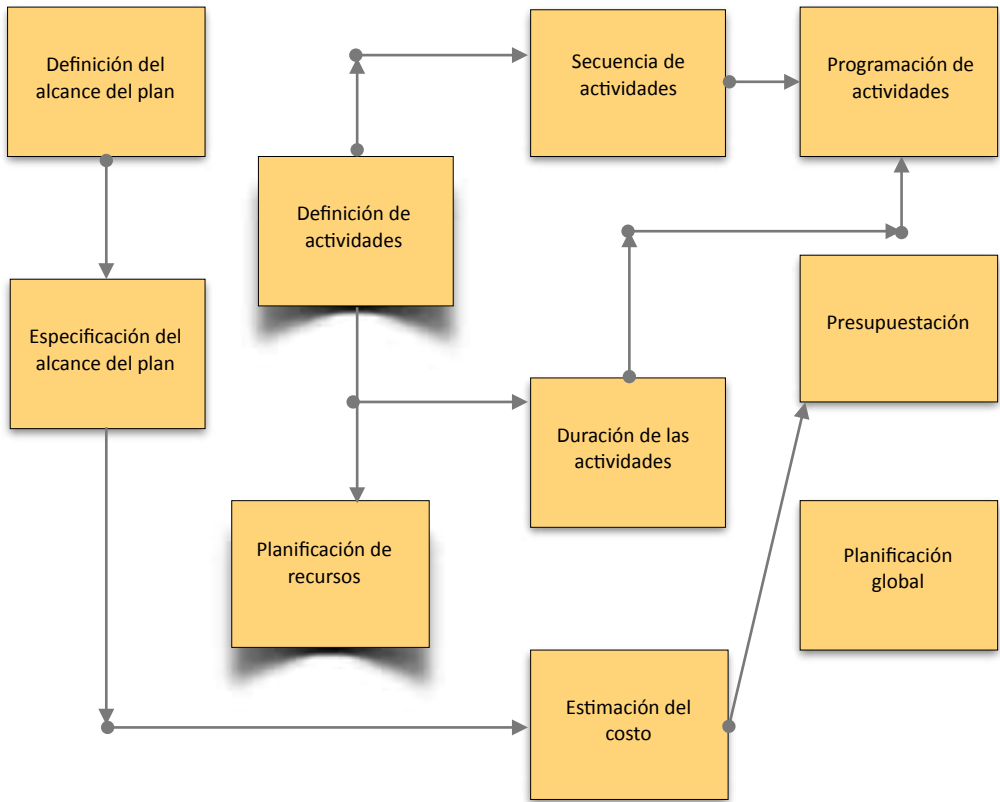 Definición del
alcance del plan
Secuencia de
actividades
Programación de
actividades
Definición de
actividades
Especificación del
alcance del plan
Presupuestación
Duración de las
actividades
Planificación de
recursos
Planificación
global
Estimación del
costo